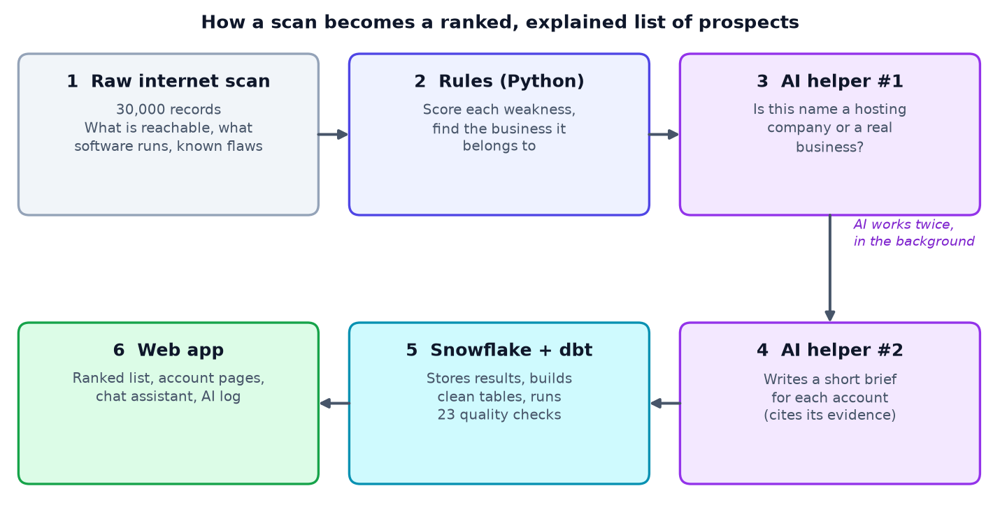 How a scan becomes a ranked, explained list of prospects
1 Raw internet scan
30,000 records
What is reachable, what
software runs, known flaws
2 Rules (Python)
Score each weakness,
find the business it
belongs to
3 AI helper #1
Is this name a hosting
company or a real
business?
AI works twice,
in the background
4 AI helper #2
Writes a short brief
for each account
(cites its evidence)
5 Snowflake + dbt
Stores results, builds
clean tables, runs
23 quality checks
6 Web app
Ranked list, account pages,
chat assistant, AI log